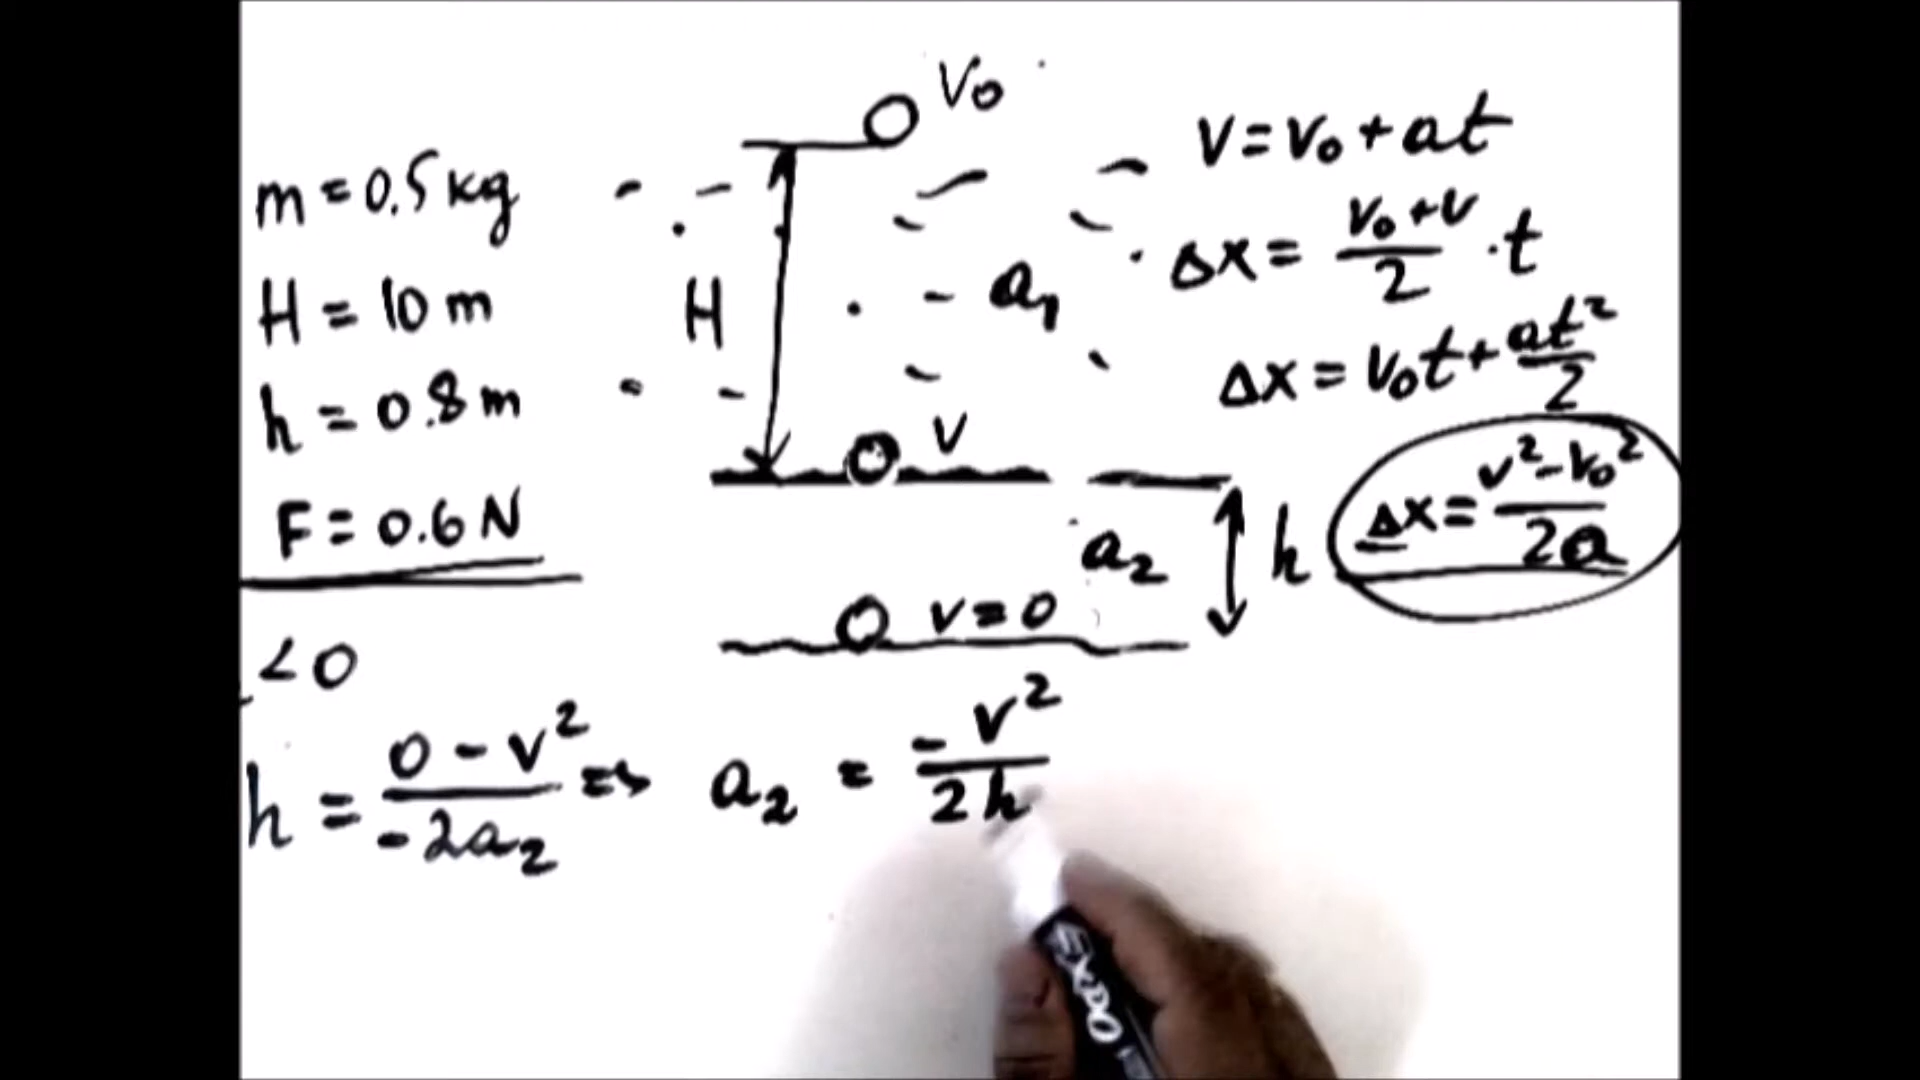 m = 0.5 kg
H = 10 m
h = 0.8 m
F = 0.6 N
< 0
h = (0 - v²)/(-2a₂) => a₂ = (-v²)/(2h)
V₀
H
a₁
V
a₂
h
v = 0
V = V₀ + at
Δx = (V₀ + V)/2 · t
Δx = V₀t + at²/2
Δx = (v² - V₀²)/(2a)
EXPO